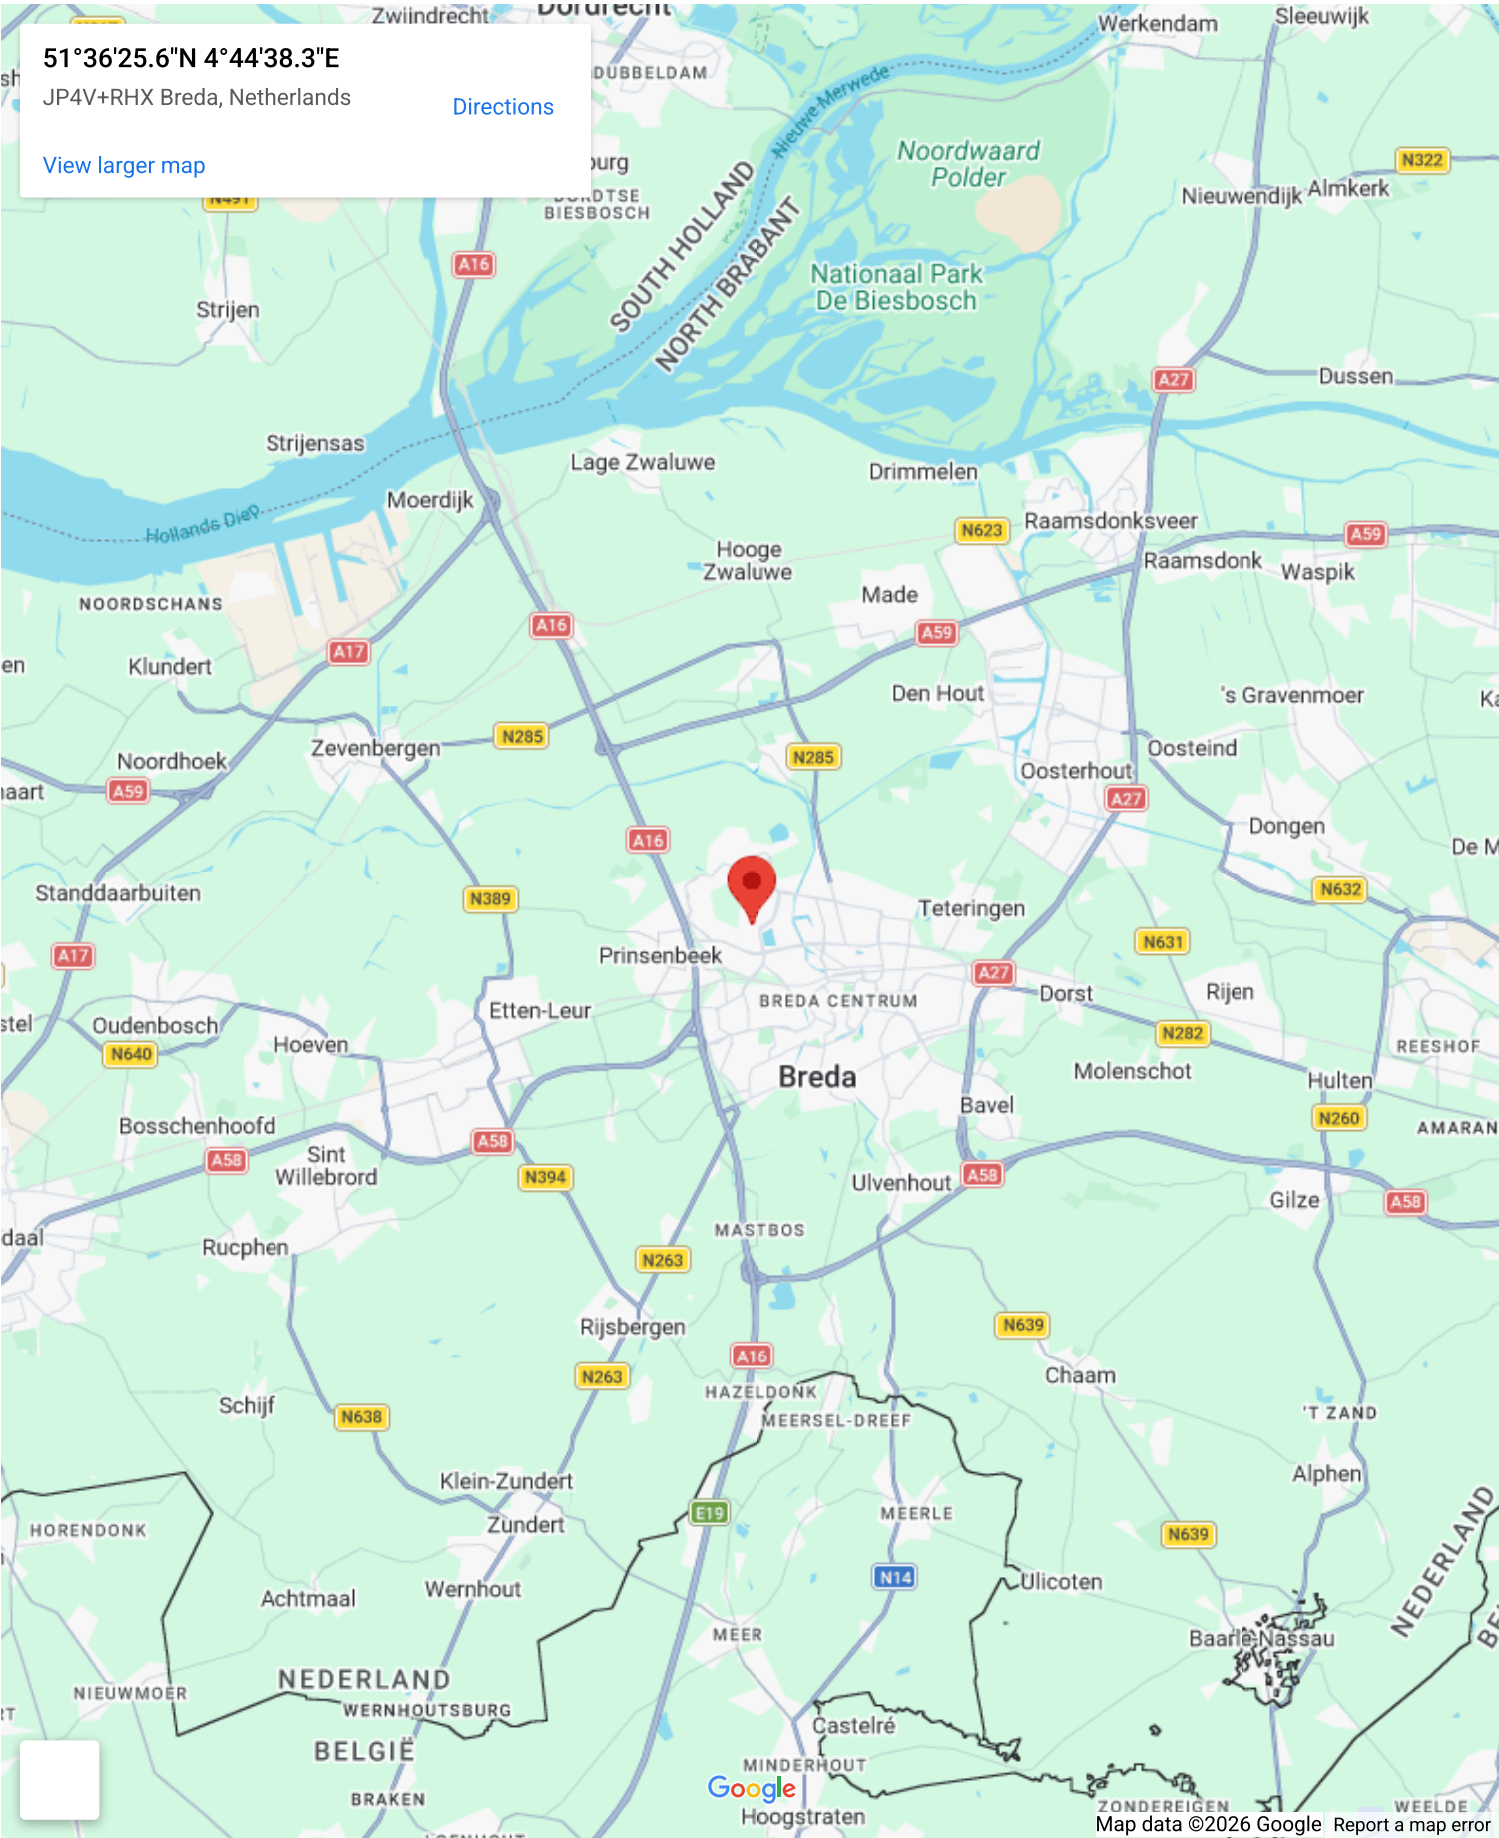 51°36'25.6"N 4°44'38.3"E
JP4V+RHX Breda, Netherlands
Directions
View larger map
Zwijndrecht
Dordrecht
Werkendam
Sleeuwijk
DUBBELDAM
Nieuwe Merwede
Noordwaard
Polder
N322
N491
DORDTSE
BIESBOSCH
Nieuwendijk
Almkerk
SOUTH HOLLAND
NORTH BRABANT
A16
Nationaal Park
De Biesbosch
Strijen
A27
Dussen
Strijensas
Lage Zwaluwe
Drimmelen
Moerdijk
Hollands Diep
N623
Raamsdonksveer
A59
Hooge
Zwaluwe
Raamsdonk
Waspik
NOORDSCHANS
Made
A16
A59
A17
Klundert
Den Hout
's Gravenmoer
N285
Zevenbergen
N285
Oosteind
Noordhoek
Oosterhout
A59
A27
Dongen
A16
Standdaarbuiten
N389
Teteringen
N632
A17
Prinsenbeek
N631
A27
Dorst
Rijen
BREDA CENTRUM
Etten-Leur
Oudenbosch
N640
Hoeven
N282
REESHOF
Molenschot
Breda
Hulten
Bavel
N260
Bosschenhoofd
AMARAN
A58
A58
Sint
Willebrord
N394
Ulvenhout
A58
Gilze
A58
MASTBOS
Rucphen
N263
Rijsbergen
N639
A16
N263
Chaam
HAZELDONK
MEERSEL-DREEF
Schijf
N638
'T ZAND
Klein-Zundert
Alphen
E19
MEERLE
Zundert
HORENDONK
N639
NEDERLAND
N14
Ulicoten
Wernhout
Achtmaal
MEER
Baarle-Nassau
NEDERLAND
NIEUWMOER
WERNHOUTSBURG
Castelré
BELGIË
MINDERHOUT
Google
BRAKEN
Hoogstraten
ZONDEREIGEN
WEELDE
Map data ©2026 Google
Report a map error